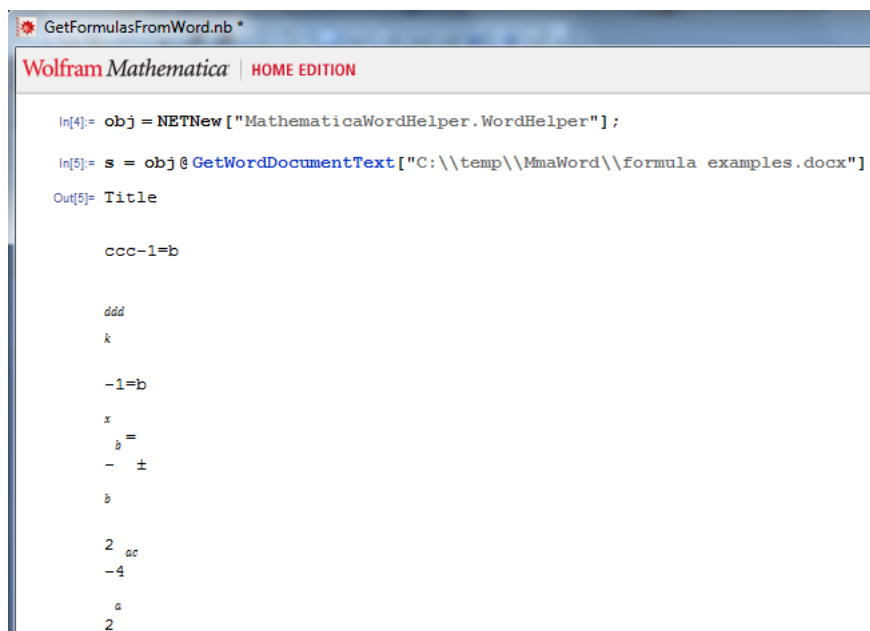 GetFormulasFromWord.nb *
Wolfram Mathematica | HOME EDITION
In[4]:= obj = NETNew["MathematicaWordHelper.WordHelper"];
In[5]:= s = obj@GetWordDocumentText["C:\\temp\\MmaWord\\formula examples.docx"]
Out[5]= Title
ccc-1=b
ddd
k
-1=b
x
b=
- ±
b
2 ac
-4
a
2